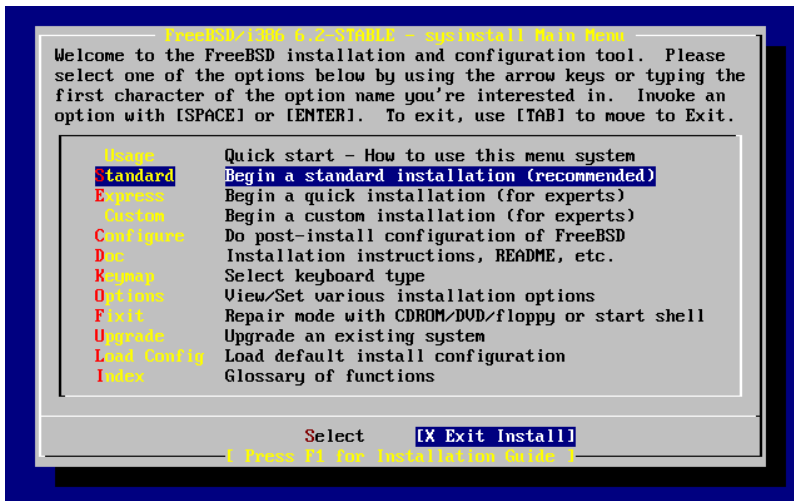 FreeBSD/i386 6.2-STABLE - sysinstall Main Menu
Welcome to the FreeBSD installation and configuration tool.  Please
select one of the options below by using the arrow keys or typing the
first character of the option name you're interested in.  Invoke an
option with [SPACE] or [ENTER].  To exit, use [TAB] to move to Exit.
Usage Quick start - How to use this menu system
Standard Begin a standard installation (recommended)
Express Begin a quick installation (for experts)
Custom Begin a custom installation (for experts)
Configure Do post-install configuration of FreeBSD
Doc Installation instructions, README, etc.
Keymap Select keyboard type
Options View/Set various installation options
Fixit Repair mode with CDROM/DVD/floppy or start shell
Upgrade Upgrade an existing system
Load Config Load default install configuration
Index Glossary of functions
Select [X Exit Install]
[ Press F1 for Installation Guide ]